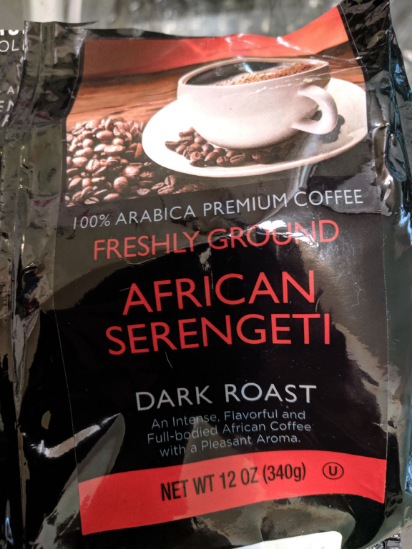 100% ARABICA PREMIUM COFFEE
FRESHLY GROUND
AFRICAN
SERENGETI
DARK ROAST
An Intense, Flavorful and
Full-bodied African Coffee
with a Pleasant Aroma.
NET WT 12 OZ (340g) U